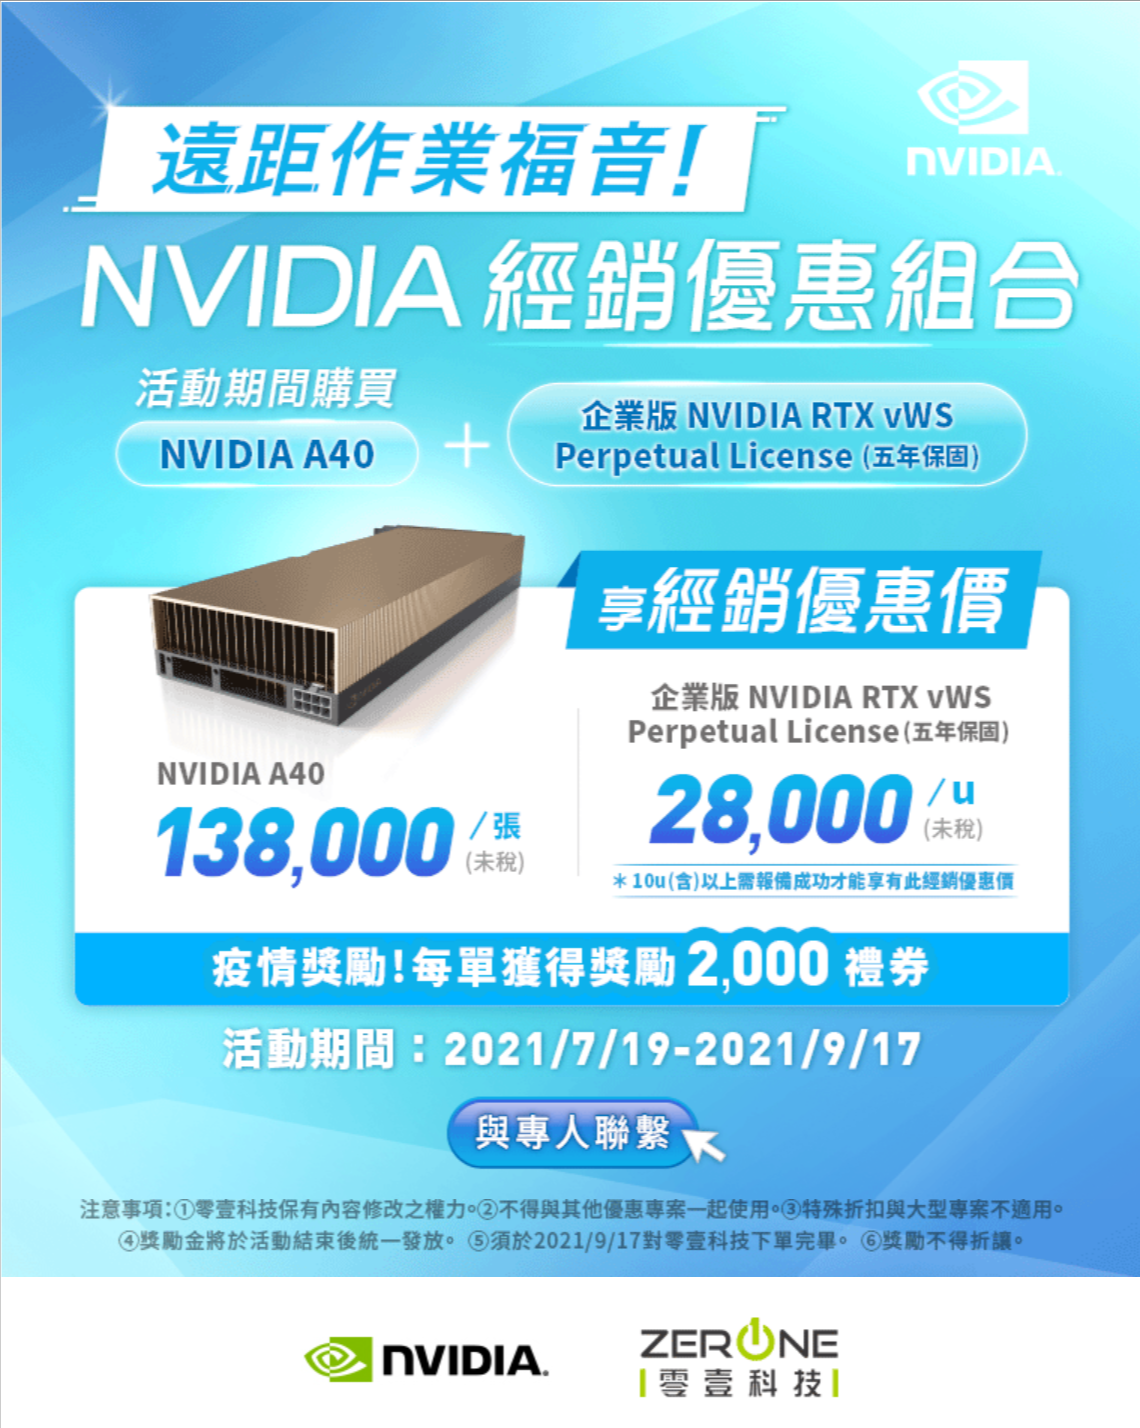 遠距作業福音!
NVIDIA.
NVIDIA 經銷優惠組合
活動期間購買
NVIDIA A40
+
企業版 NVIDIA RTX vWS
Perpetual License (五年保固)
享經銷優惠價
NVIDIA A40
138,000 /張
(未稅)
企業版 NVIDIA RTX vWS
Perpetual License(五年保固)
28,000 /u
(未稅)
＊10u(含)以上需報備成功才能享有此經銷優惠價
疫情獎勵!每單獲得獎勵 2,000 禮券
活動期間：2021/7/19-2021/9/17
與專人聯繫
注意事項:①零壹科技保有內容修改之權力。②不得與其他優惠專案一起使用。③特殊折扣與大型專案不適用。
④獎勵金將於活動結束後統一發放。 ⑤須於2021/9/17對零壹科技下單完畢。 ⑥獎勵不得折讓。
NVIDIA.
ZERONE
零壹科技